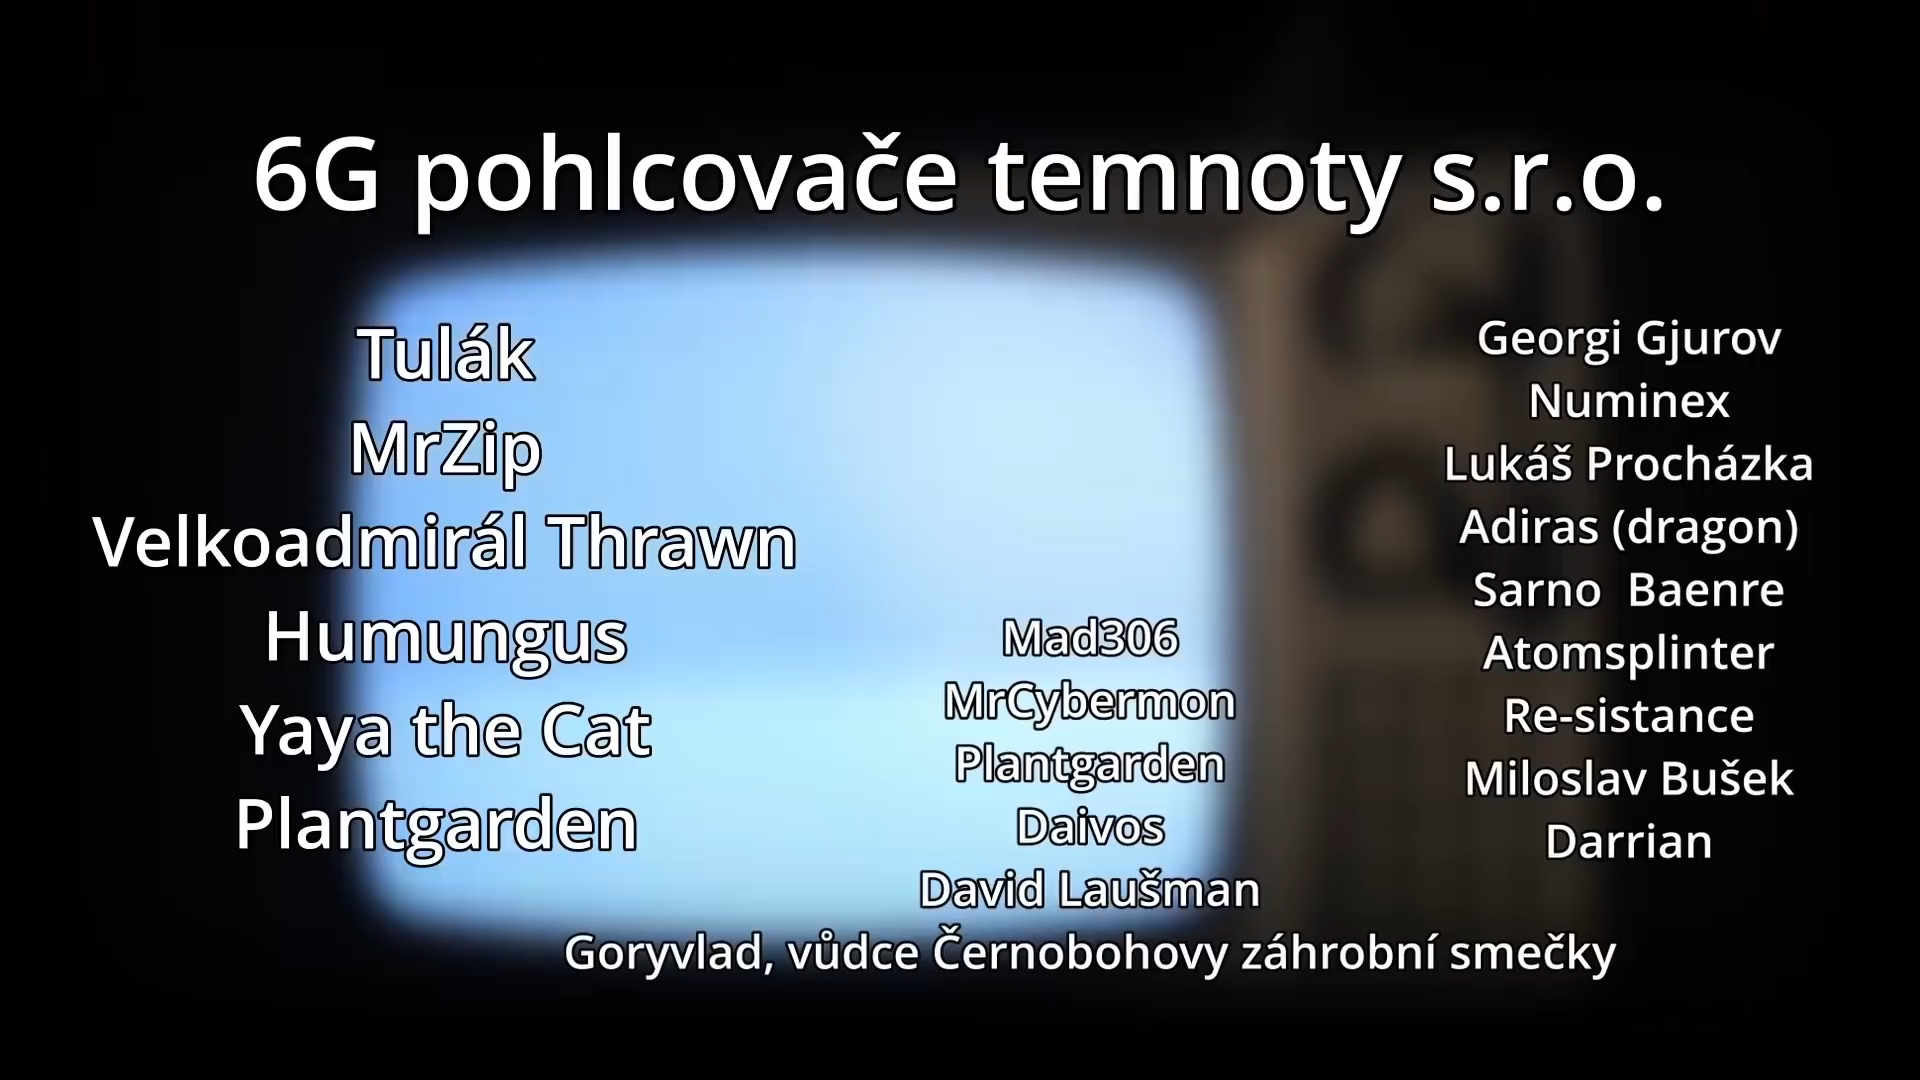 6G pohlcovače temnoty s.r.o.
Tulák
MrZip
Velkoadmirál Thrawn
Humungus
Yaya the Cat
Plantgarden
Mad306
MrCybermon
Plantgarden
Daivos
David Laušman
Goryvlad, vůdce Černobohovy záhrobní smečky
Georgi Gjurov
Numinex
Lukáš Procházka
Adiras (dragon)
Sarno  Baenre
Atomsplinter
Re-sistance
Miloslav Bušek
Darrian